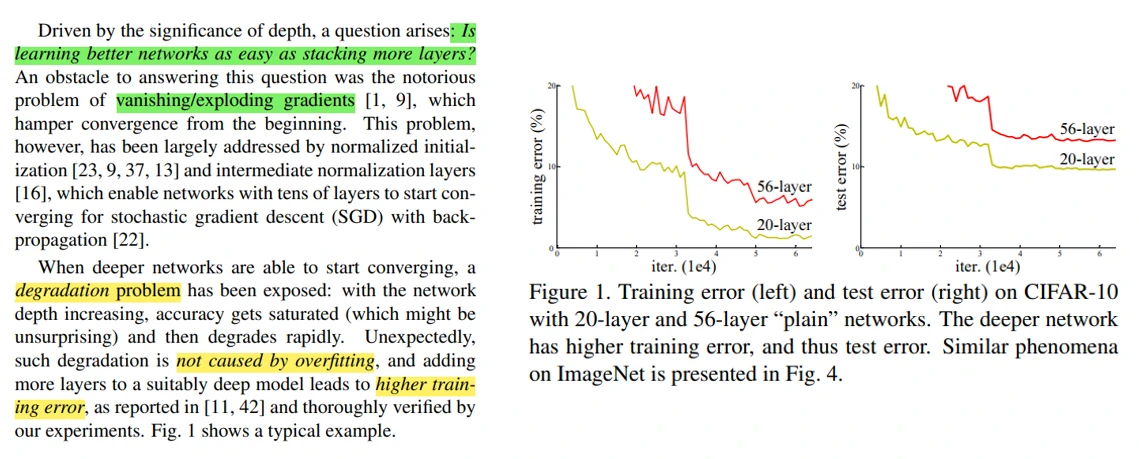 Driven by the significance of depth, a question arises: Is
learning better networks as easy as stacking more layers?
An obstacle to answering this question was the notorious
problem of vanishing/exploding gradients [1, 9], which
hamper convergence from the beginning. This problem,
however, has been largely addressed by normalized initial-
ization [23, 9, 37, 13] and intermediate normalization layers
[16], which enable networks with tens of layers to start con-
verging for stochastic gradient descent (SGD) with back-
propagation [22].
When deeper networks are able to start converging, a
degradation problem has been exposed: with the network
depth increasing, accuracy gets saturated (which might be
unsurprising) and then degrades rapidly. Unexpectedly,
such degradation is not caused by overfitting, and adding
more layers to a suitably deep model leads to higher train-
ing error, as reported in [11, 42] and thoroughly verified by
our experiments. Fig. 1 shows a typical example.
20
10
0
training error (%)
56-layer
20-layer
0 1 2 3 4 5 6
iter. (1e4)
20
10
0
test error (%)
56-layer
20-layer
0 1 2 3 4 5 6
iter. (1e4)
Figure 1. Training error (left) and test error (right) on CIFAR-10
with 20-layer and 56-layer “plain” networks. The deeper network
has higher training error, and thus test error. Similar phenomena
on ImageNet is presented in Fig. 4.